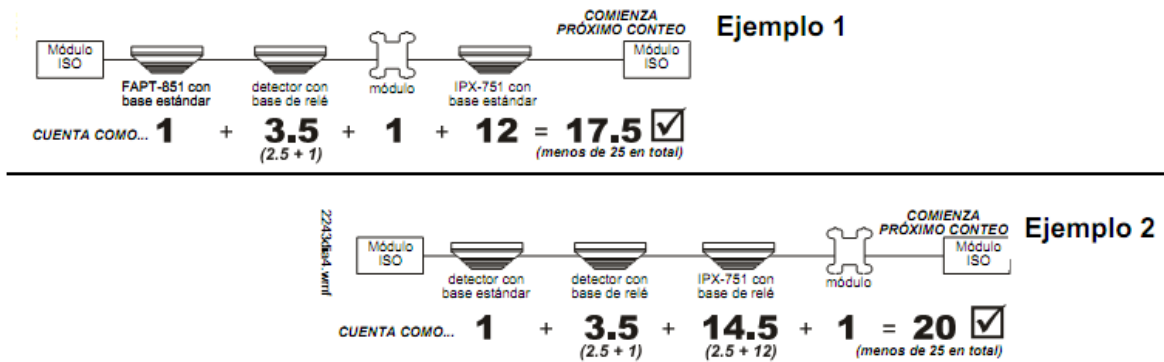 COMIENZA
PRÓXIMO CONTEO
Ejemplo 1
Módulo
ISO
FAPT-851 con
base estándar
detector con
base de relé
módulo
IPX-751 con
base estándar
Módulo
ISO
CUENTA COMO... 1 + 3.5 + 1 + 12 = 17.5
(2.5 + 1)
(menos de 25 en total)
2243dia4.wmf
COMIENZA
PRÓXIMO CONTEO
Ejemplo 2
Módulo
ISO
detector con
base estándar
detector con
base de relé
IPX-751 con
base de relé
módulo
Módulo
ISO
CUENTA COMO... 1 + 3.5 + 14.5 + 1 = 20
(2.5 + 1)
(2.5 + 12)
(menos de 25 en total)